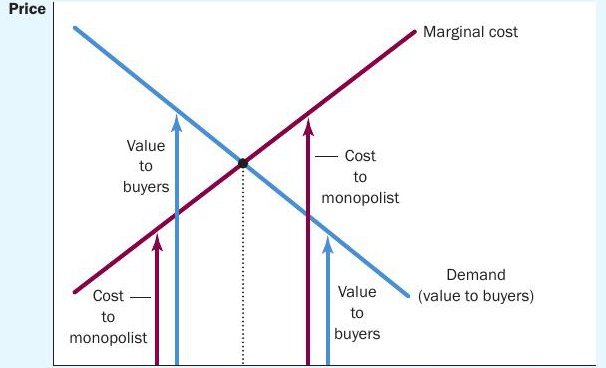 Price
Marginal cost
Value
to
buyers
Cost
to
monopolist
Cost
to
monopolist
Value
to
buyers
Demand
(value to buyers)